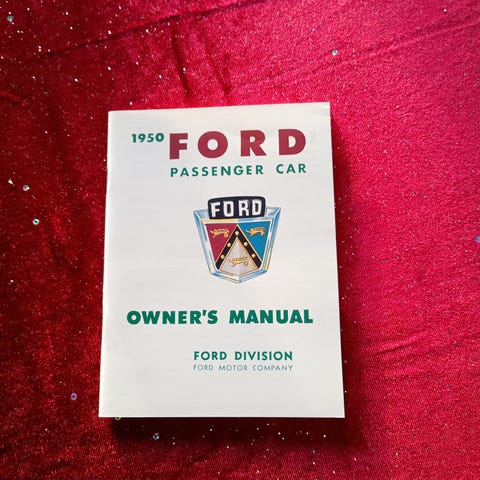 1950 FORD
PASSENGER CAR
FORD
OWNER'S MANUAL
FORD DIVISION
FORD MOTOR COMPANY